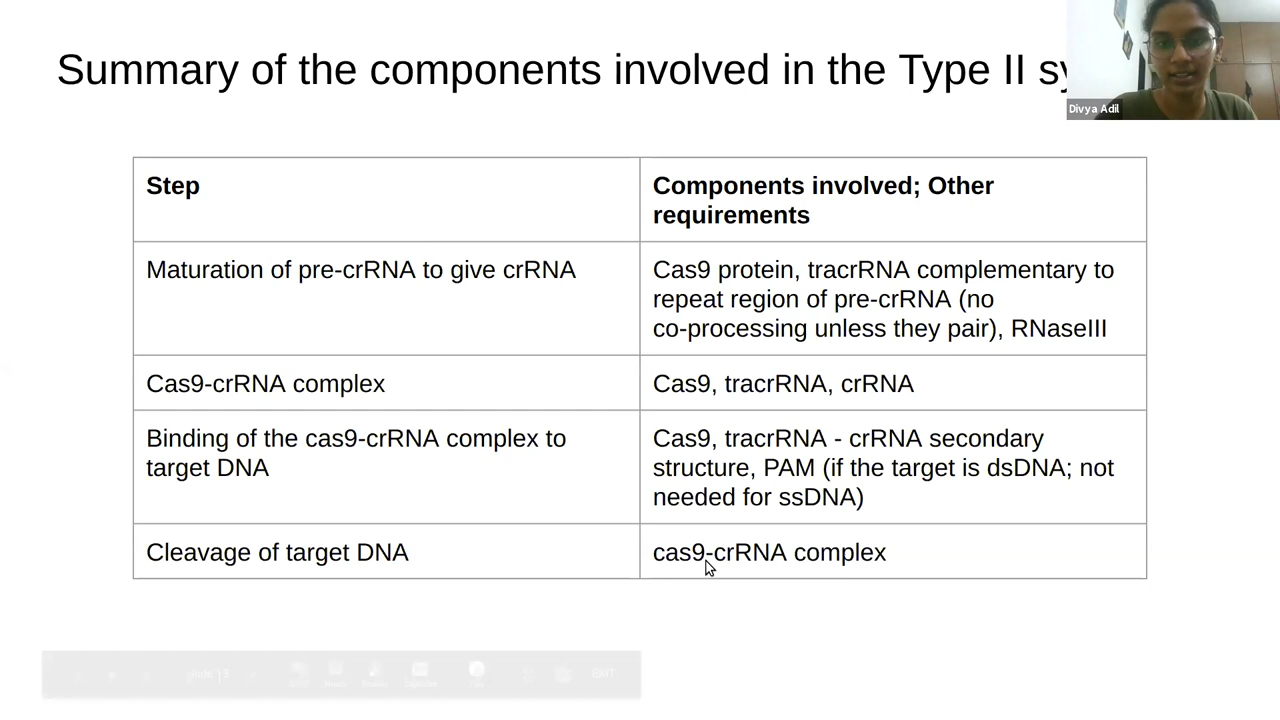 Summary of the components involved in the Type II sy
Divya Adil
Step
Components involved; Other
requirements
Maturation of pre-crRNA to give crRNA
Cas9 protein, tracrRNA complementary to
repeat region of pre-crRNA (no
co-processing unless they pair), RNaseIII
Cas9-crRNA complex
Cas9, tracrRNA, crRNA
Binding of the cas9-crRNA complex to
target DNA
Cas9, tracrRNA - crRNA secondary
structure, PAM (if the target is dsDNA; not
needed for ssDNA)
Cleavage of target DNA
cas9-crRNA complex
EXIT